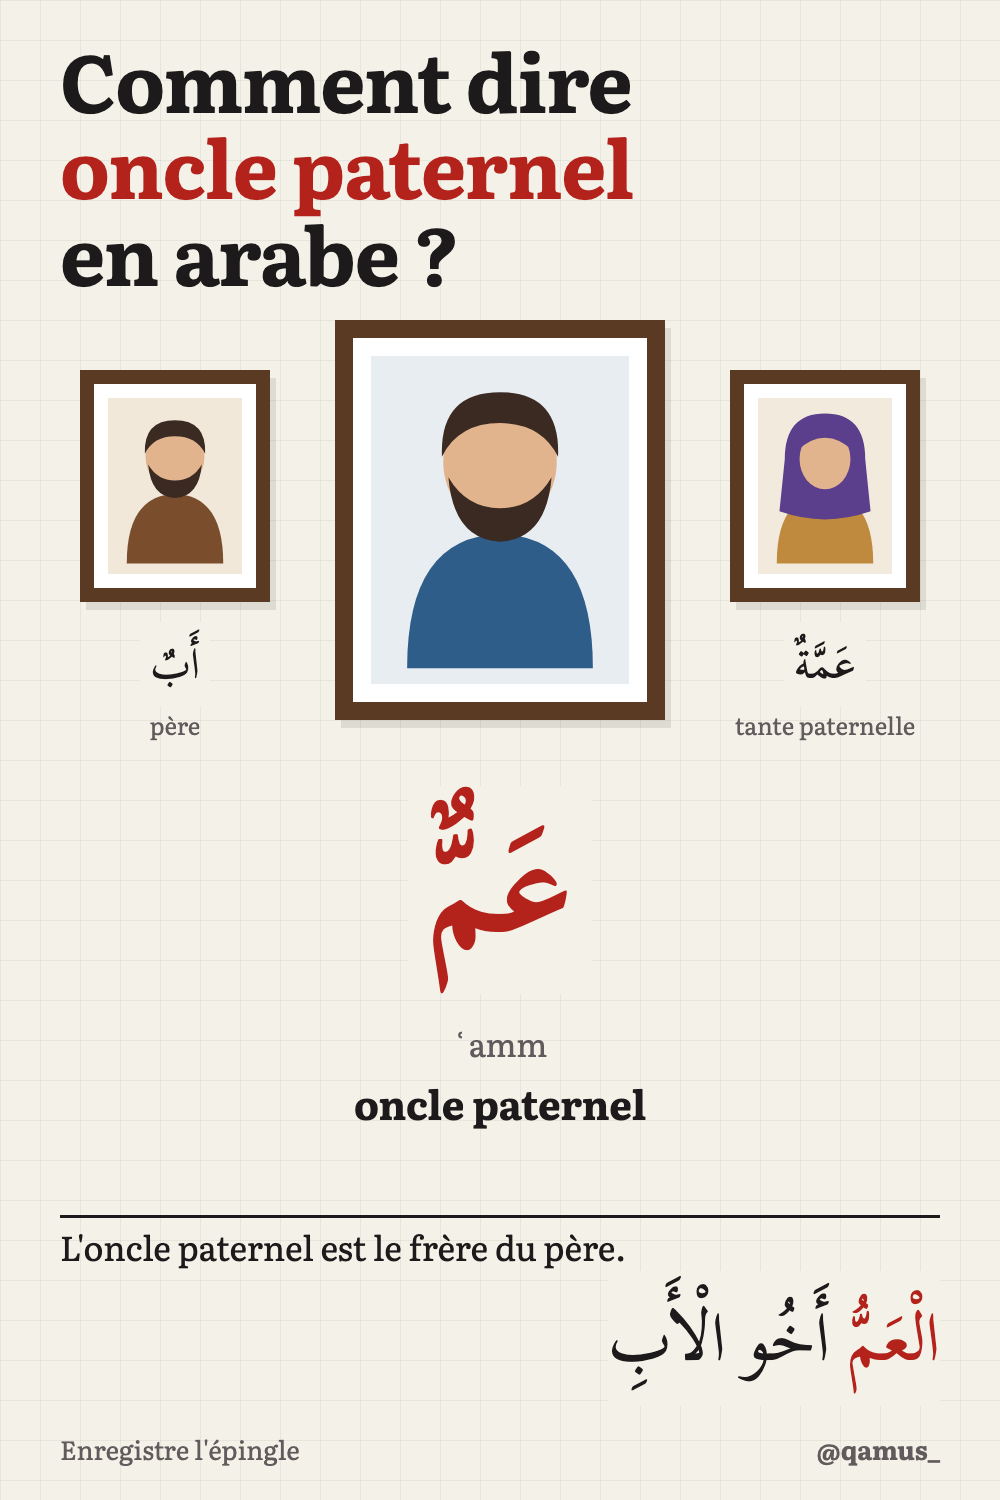 Comment dire
oncle paternel
en arabe ?
أَبٌ
père
عَمَّةٌ
tante paternelle
عَمٌّ
ʿamm
oncle paternel
L'oncle paternel est le frère du père.
الْعَمُّ أَخُو الْأَبِ
Enregistre l'épingle
@qamus_